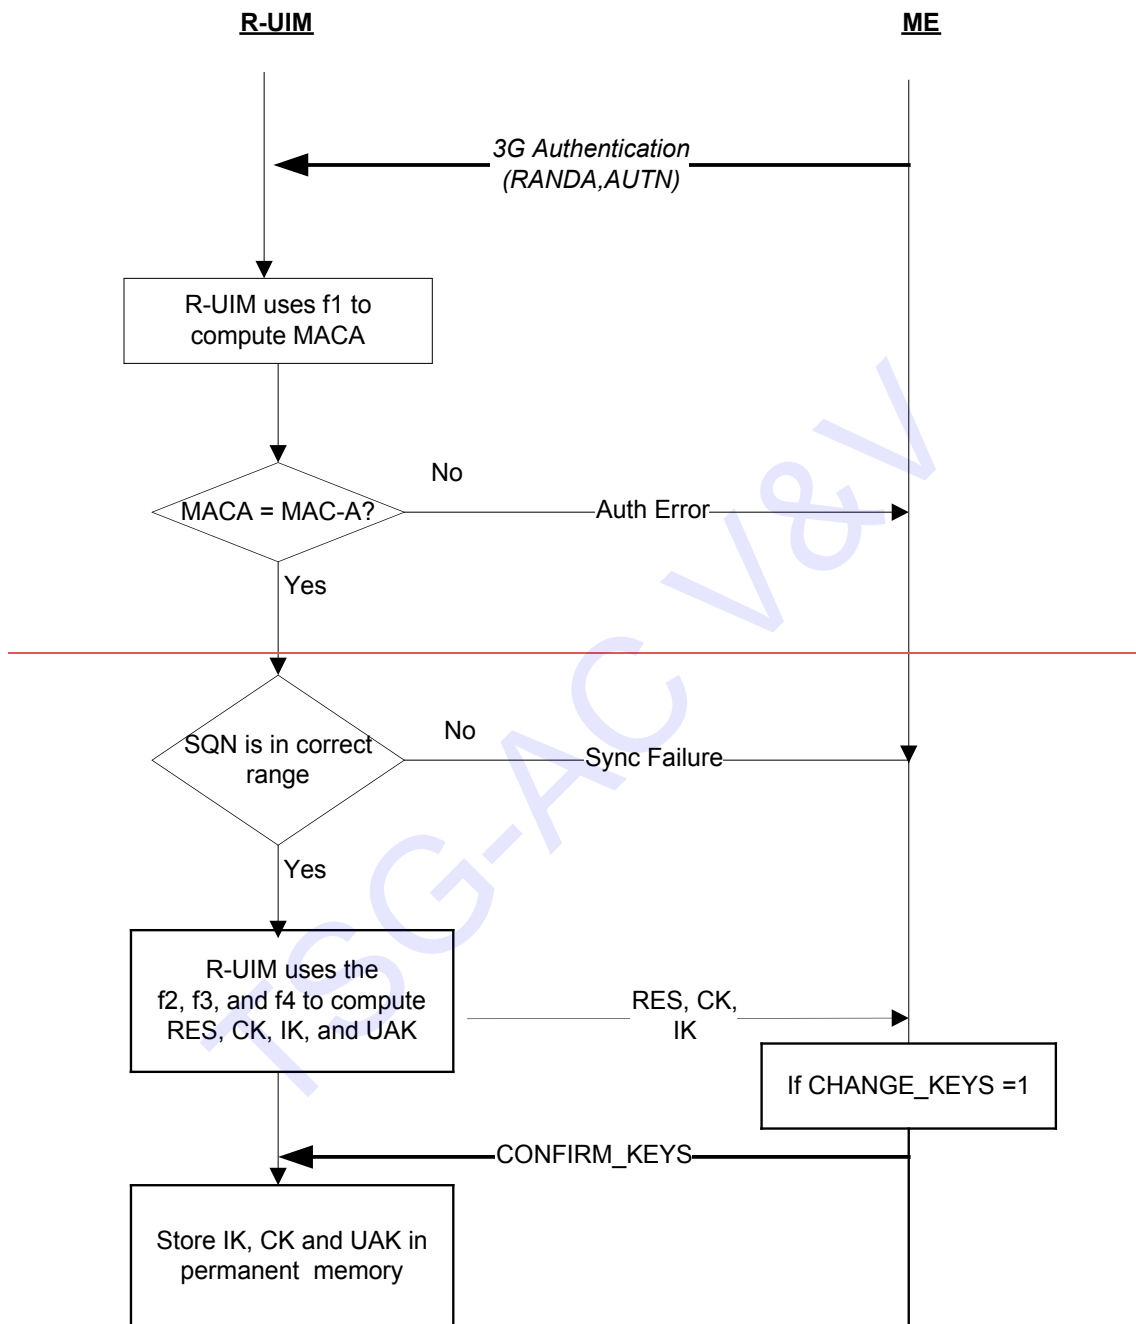 R-UIM
ME
3G Authentication
(RANDA,AUTN)
R-UIM uses f1 to
compute MACA
No
MACA = MAC-A?
Auth Error
Yes
No
SQN is in correct
range
Sync Failure
Yes
R-UIM uses the
f2, f3, and f4 to compute
RES, CK, IK, and UAK
RES, CK,
IK
If CHANGE_KEYS =1
CONFIRM_KEYS
Store IK, CK and UAK in
permanent memory
TSG-AC V&V